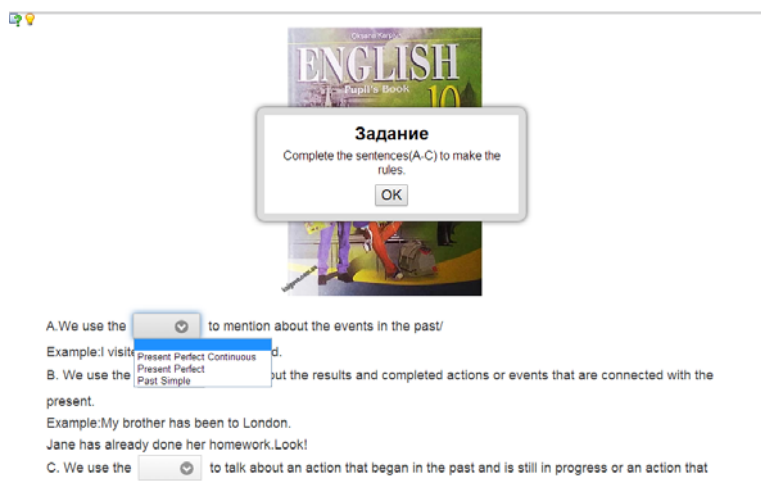 Oksana Karpiuk
ENGLISH
Pupil's Book 10
Задание
Complete the sentences(A-C) to make the
rules.
OK
A.We use the to mention about the events in the past/
Example:I visite d.
Present Perfect Continuous
Present Perfect
Past Simple
B. We use the out the results and completed actions or events that are connected with the
present.
Example:My brother has been to London.
Jane has already done her homework.Look!
C. We use the to talk about an action that began in the past and is still in progress or an action that